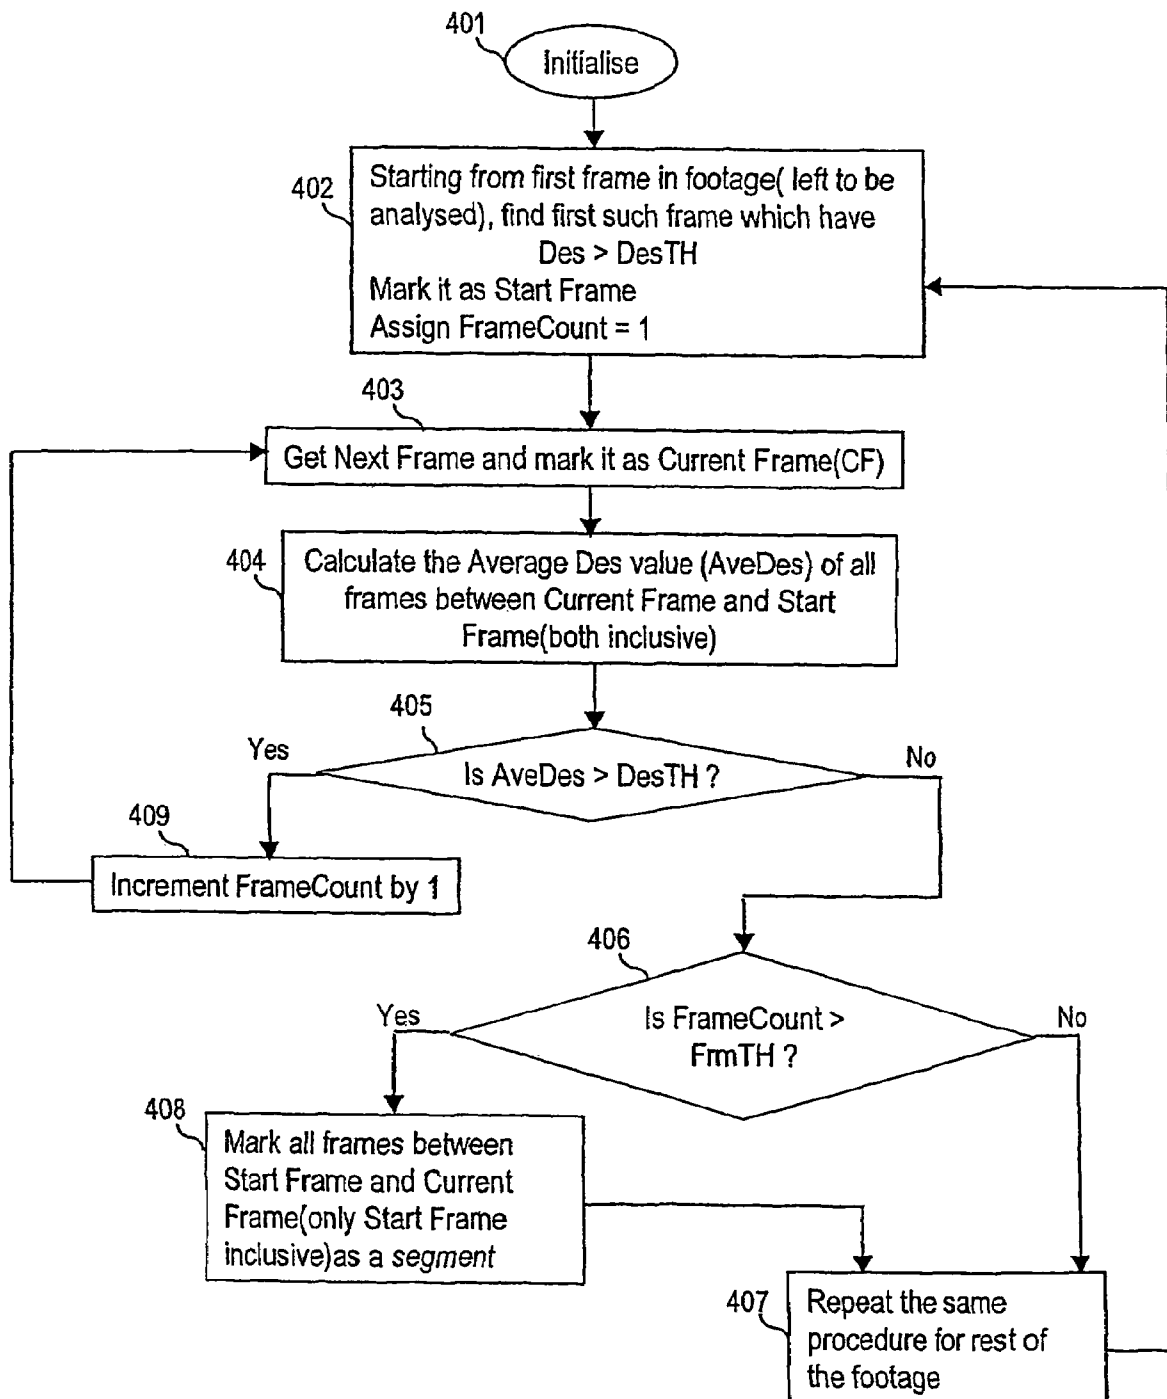 401
Initialise
402
Starting from first frame in footage( left to be
analysed), find first such frame which have
Des > DesTH
Mark it as Start Frame
Assign FrameCount = 1
403
Get Next Frame and mark it as Current Frame(CF)
404
Calculate the Average Des value (AveDes) of all
frames between Current Frame and Start
Frame(both inclusive)
405
Yes
Is AveDes > DesTH ?
No
409
Increment FrameCount by 1
406
Yes
Is FrameCount >
FrmTH ?
No
408
Mark all frames between
Start Frame and Current
Frame(only Start Frame
inclusive)as a segment
407
Repeat the same
procedure for rest of
the footage